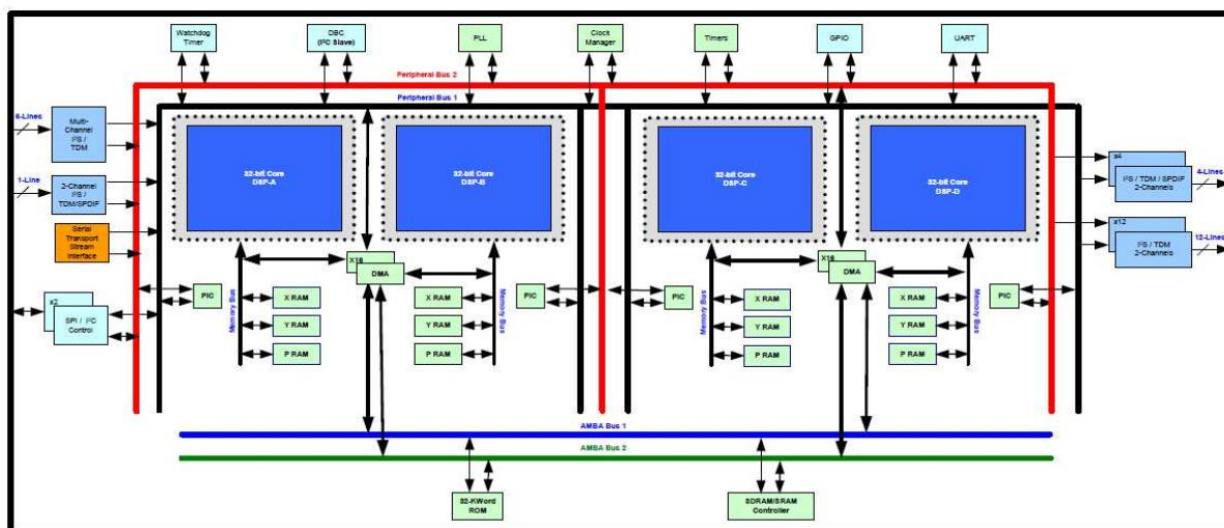 Watchdog
Timer
DBC
(I²C Slave)
PLL
Clock
Manager
Timers
GPIO
UART
Peripheral Bus 2
Peripheral Bus 1
Multi-
Channel
I²S /
TDM
1-Line
2-Channel
I²S /
TDM/SPDIF
Serial
Transport
Stream
Interface
x2
SPI / I²C
Control
32-bit Core
DSP-A
32-bit Core
DSP-B
32-bit Core
DSP-C
32-bit Core
DSP-D
x4
I²S / TDM / SPDIF
2-Channels
4-Lines
x12
I²S / TDM
2-Channels
12-Lines
PIC
Memory Bus
X RAM
Y RAM
P RAM
X16
DMA
X RAM
Y RAM
P RAM
Memory Bus
PIC
PIC
Memory Bus
X RAM
Y RAM
P RAM
X16
DMA
X RAM
Y RAM
P RAM
Memory Bus
PIC
AMBA Bus 1
AMBA Bus 2
32-KWord
ROM
SDRAM/SRAM
Controller